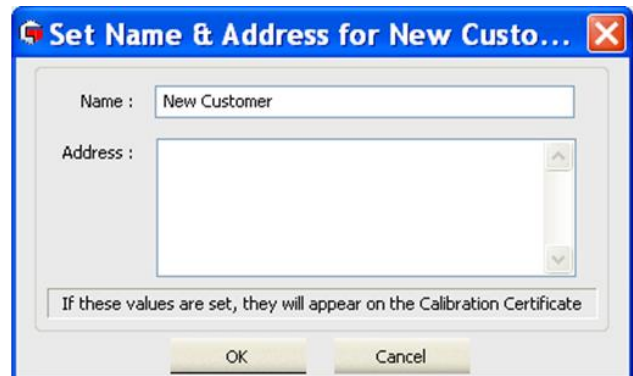 Set Name & Address for New Custo...
Name :
New Customer
Address :
If these values are set, they will appear on the Calibration Certificate
OK
Cancel